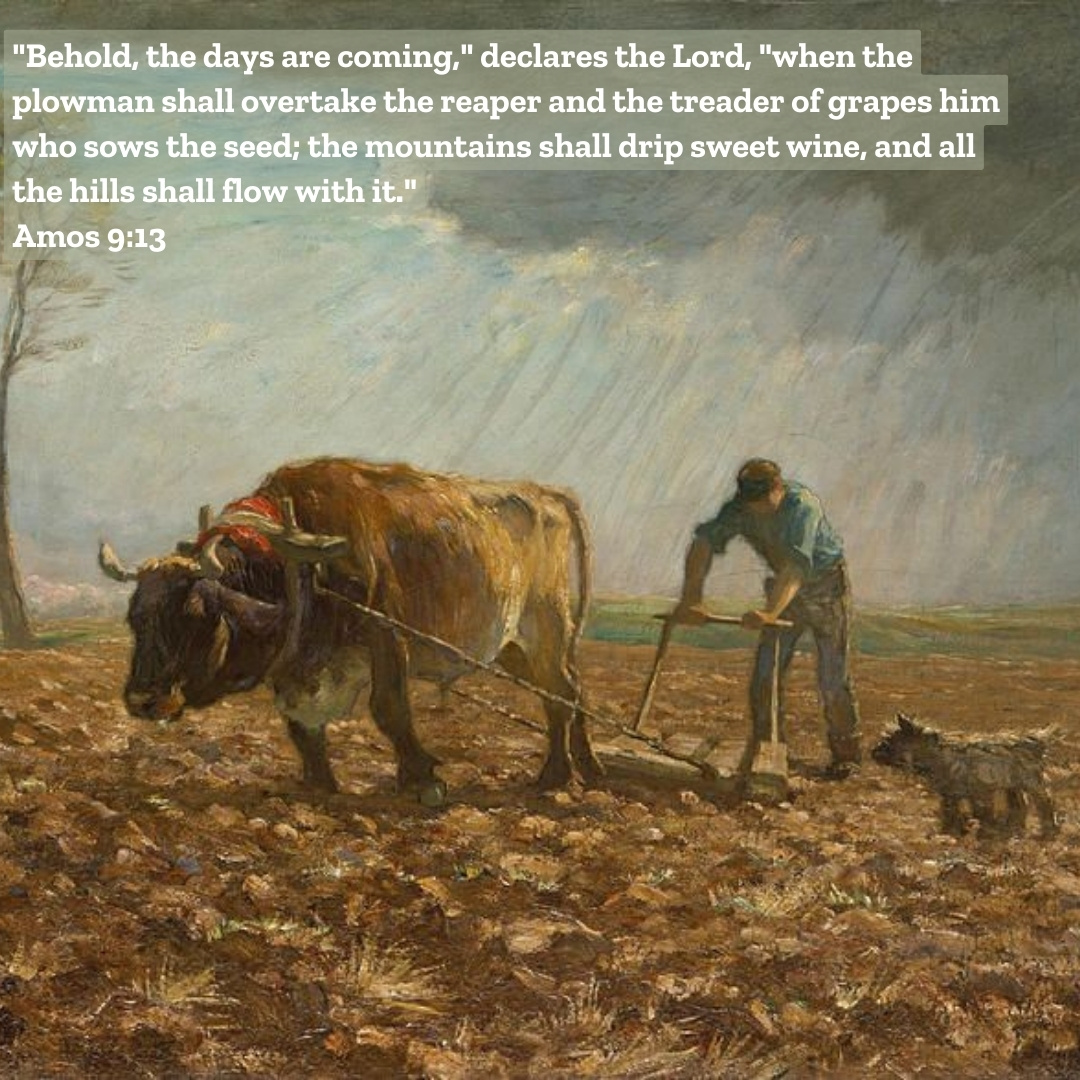 "Behold, the days are coming," declares the Lord, "when the
plowman shall overtake the reaper and the treader of grapes him
who sows the seed; the mountains shall drip sweet wine, and all
the hills shall flow with it."
Amos 9:13